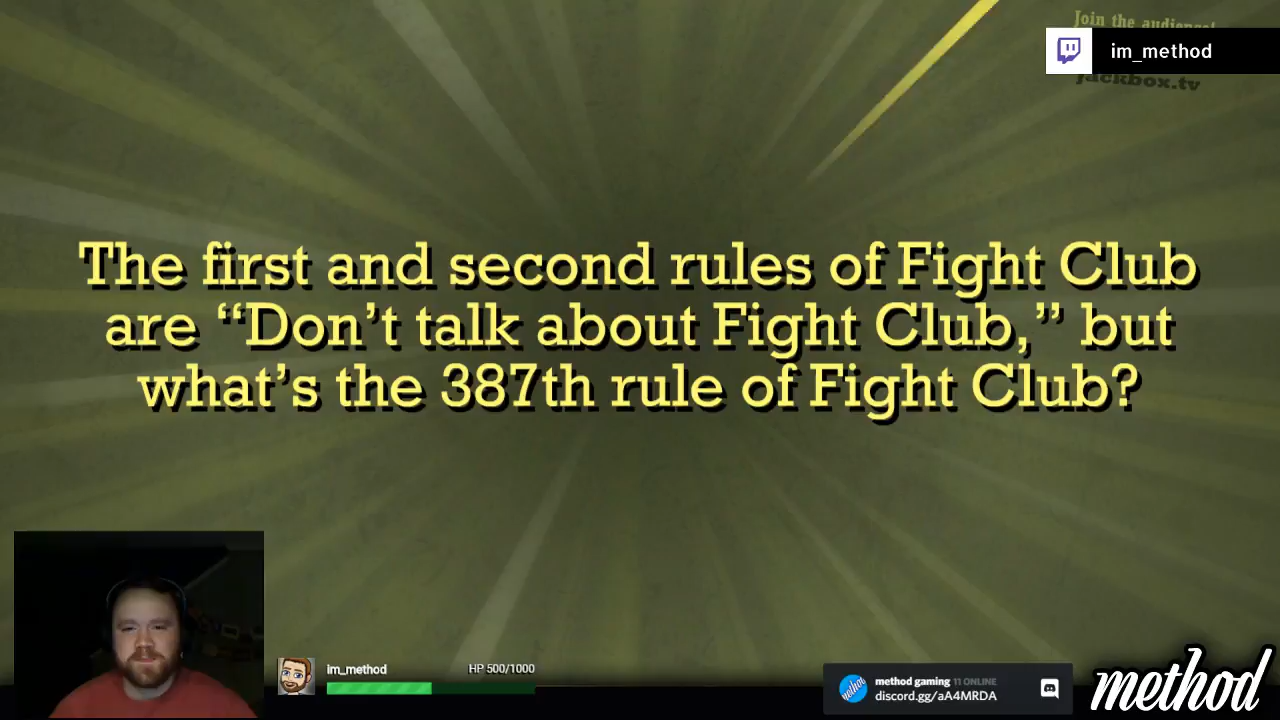 Join the audience!
im_method
jackbox.tv
The first and second rules of Fight Club
are “Don’t talk about Fight Club,” but
what’s the 387th rule of Fight Club?
im_method HP 500/1000
method gaming 11 ONLINE
discord.gg/aA4MRDA
method